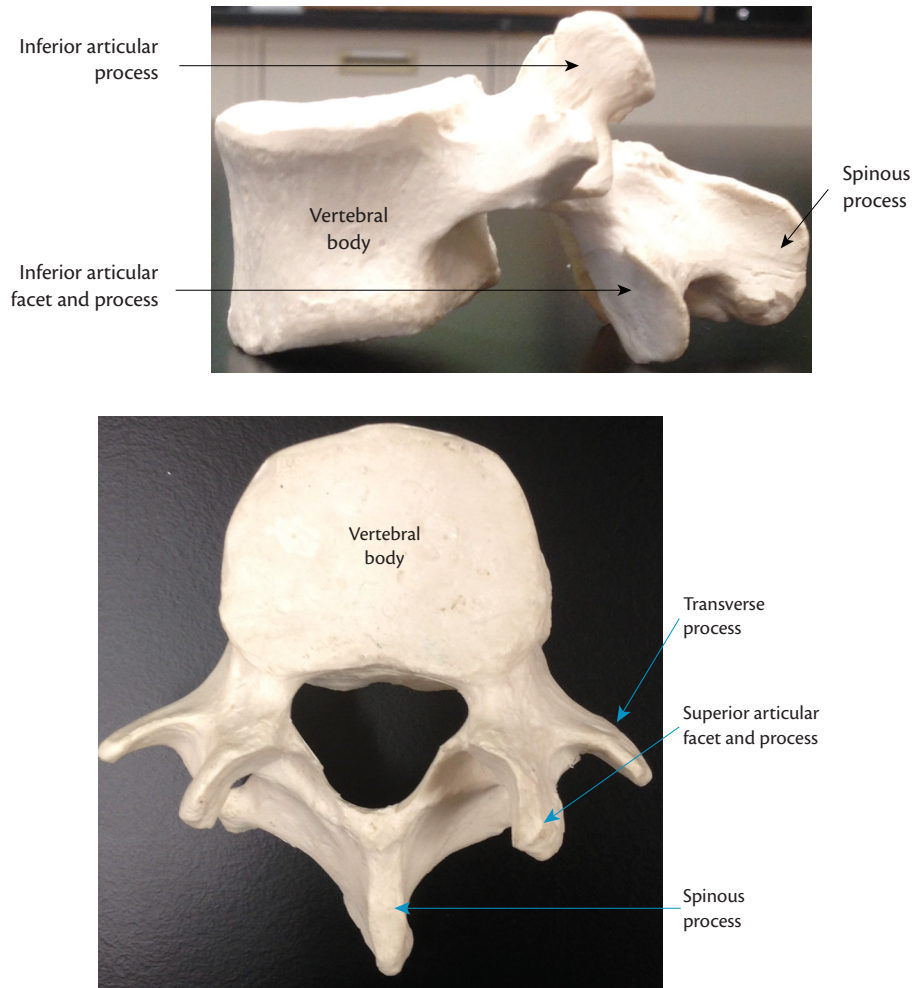 Inferior articular
process
Spinous
process
Vertebral
body
Inferior articular
facet and process
Vertebral
body
Transverse
process
Superior articular
facet and process
Spinous
process